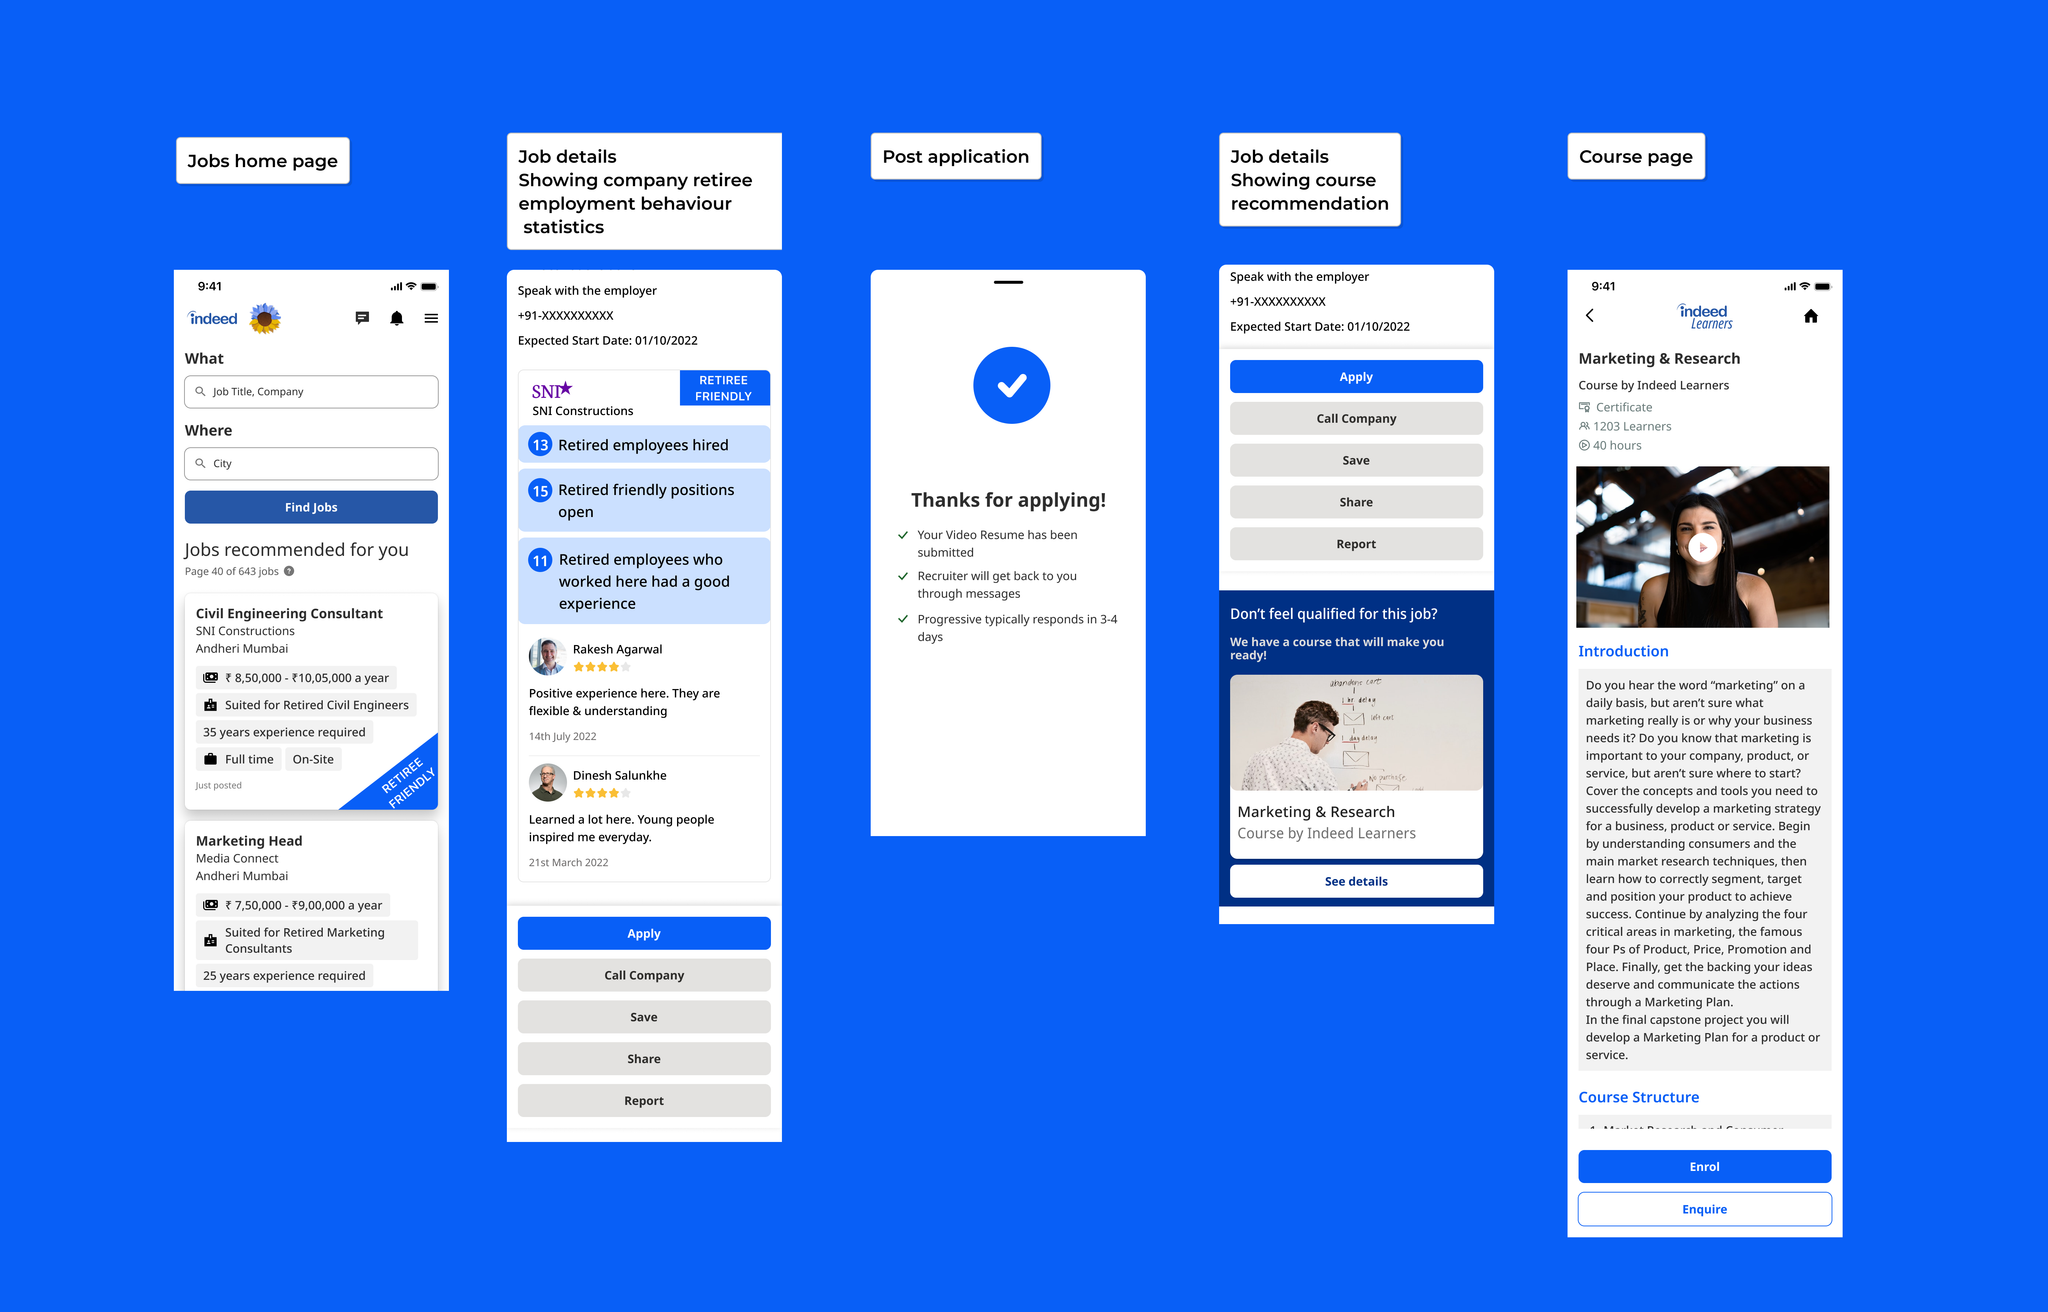 Jobs home page
9:41
indeed
What
Job Title, Company
Where
City
Find Jobs
Jobs recommended for you
Page 40 of 643 jobs
Civil Engineering Consultant
SNI Constructions
Andheri Mumbai
₹ 8,50,000 - ₹10,05,000 a year
Suited for Retired Civil Engineers
35 years experience required
Full time
On-Site
Just posted
RETIREE
FRIENDLY
Marketing Head
Media Connect
Andheri Mumbai
₹ 7,50,000 - ₹9,00,000 a year
Suited for Retired Marketing
Consultants
25 years experience required
Job details
Showing company retiree
employment behaviour
statistics
Speak with the employer
+91-XXXXXXXXXX
Expected Start Date: 01/10/2022
SNI
SNI Constructions
RETIREE
FRIENDLY
13 Retired employees hired
15 Retired friendly positions
open
11 Retired employees who
worked here had a good
experience
Rakesh Agarwal
Positive experience here. They are
flexible & understanding
14th July 2022
Dinesh Salunkhe
Learned a lot here. Young people
inspired me everyday.
21st March 2022
Apply
Call Company
Save
Share
Report
Post application
Thanks for applying!
Your Video Resume has been
submitted
Recruiter will get back to you
through messages
Progressive typically responds in 3-4
days
Job details
Showing course
recommendation
Speak with the employer
+91-XXXXXXXXXX
Expected Start Date: 01/10/2022
Apply
Call Company
Save
Share
Report
Don't feel qualified for this job?
We have a course that will make you
ready!
abandons cart
1 hr delay
left cart
1 day delay
No purchase
Marketing & Research
Course by Indeed Learners
See details
Course page
9:41
indeed
Learners
Marketing & Research
Course by Indeed Learners
Certificate
1203 Learners
40 hours
Introduction
Do you hear the word “marketing” on a
daily basis, but aren’t sure what
marketing really is or why your business
needs it? Do you know that marketing is
important to your company, product, or
service, but aren’t sure where to start?
Cover the concepts and tools you need to
successfully develop a marketing strategy
for a business, product or service. Begin
by understanding consumers and the
main market research techniques, then
learn how to correctly segment, target
and position your product to achieve
success. Continue by analyzing the four
critical areas in marketing, the famous
four Ps of Product, Price, Promotion and
Place. Finally, get the backing your ideas
deserve and communicate the actions
through a Marketing Plan.
In the final capstone project you will
develop a Marketing Plan for a product or
service.
Course Structure
1. Market Research and Consumer
Enrol
Enquire